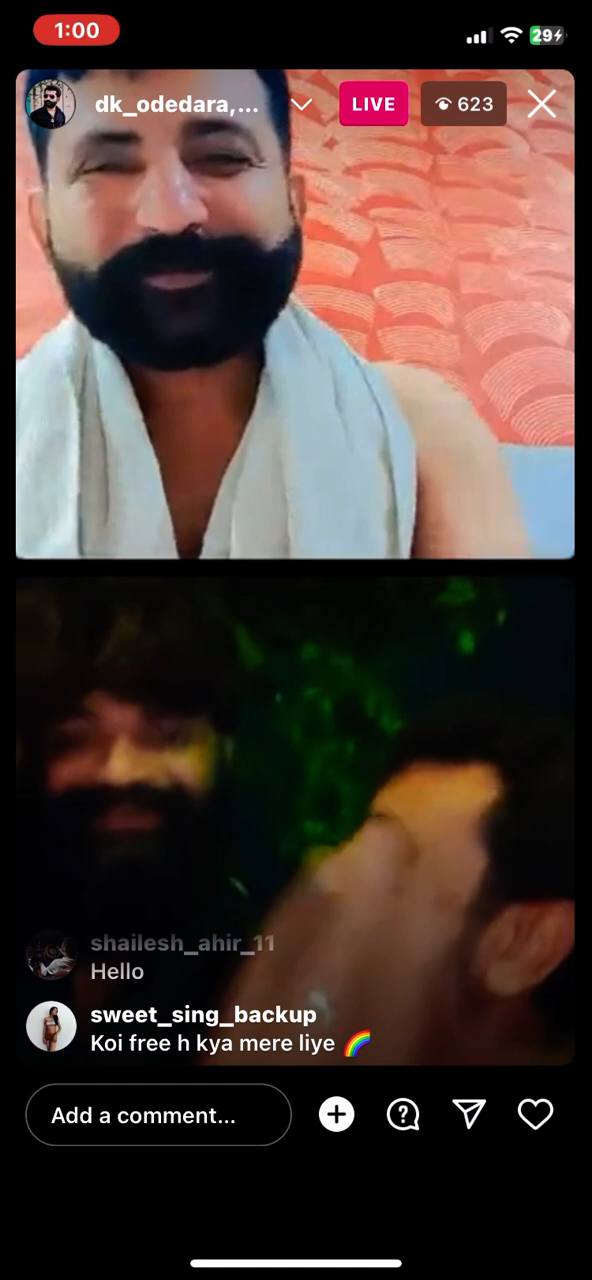 1:00
29
dk_odedara,...
LIVE
623
shailesh_ahir_11
Hello
sweet_sing_backup
Koi free h kya mere liye 🌈
Add a comment...